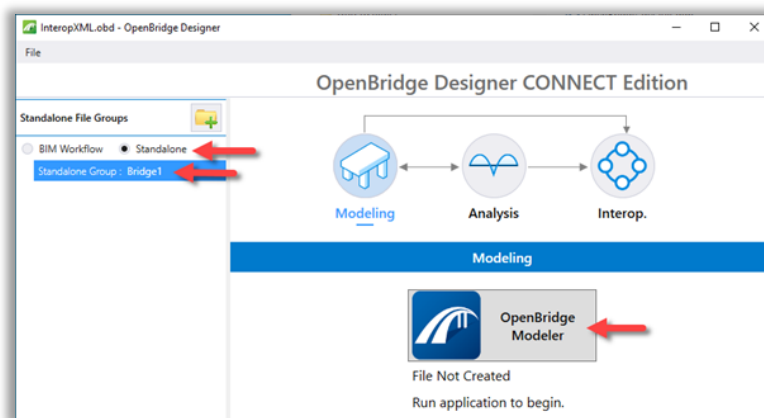 InteropXML.obd - OpenBridge Designer
File
OpenBridge Designer CONNECT Edition
Standalone File Groups
BIM Workflow Standalone
Standalone Group : Bridge1
Modeling Analysis Interop.
Modeling
OpenBridge
Modeler
File Not Created
Run application to begin.